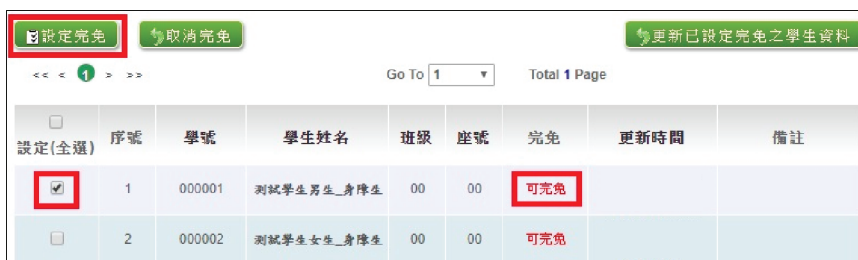 設定完免 取消完免 更新已設定完免之學生資料
<< < 1 > >> Go To 1 Total 1 Page
設定(全選) 序號 學號 學生姓名 班級 座號 完免 更新時間 備註
1 000001 測試學生男生_身障生 00 00 可完免
2 000002 測試學生女生_身障生 00 00 可完免